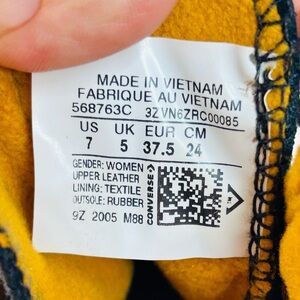 MADE IN VIETNAM
FABRIQUE AU VIETNAM
568763C 3ZVN6ZRC00085
US UK EUR CM
7 5 37.5 24
GENDER: WOMEN
UPPER LEATHER
LINING: TEXTILE
OUTSOLE: RUBBER
9Z 2005 M88
CONVERSE